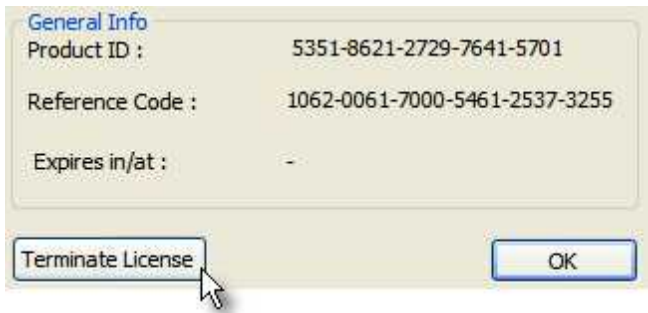 General Info
Product ID : 5351-8621-2729-7641-5701
Reference Code : 1062-0061-7000-5461-2537-3255
Expires in/at : -
Terminate License OK